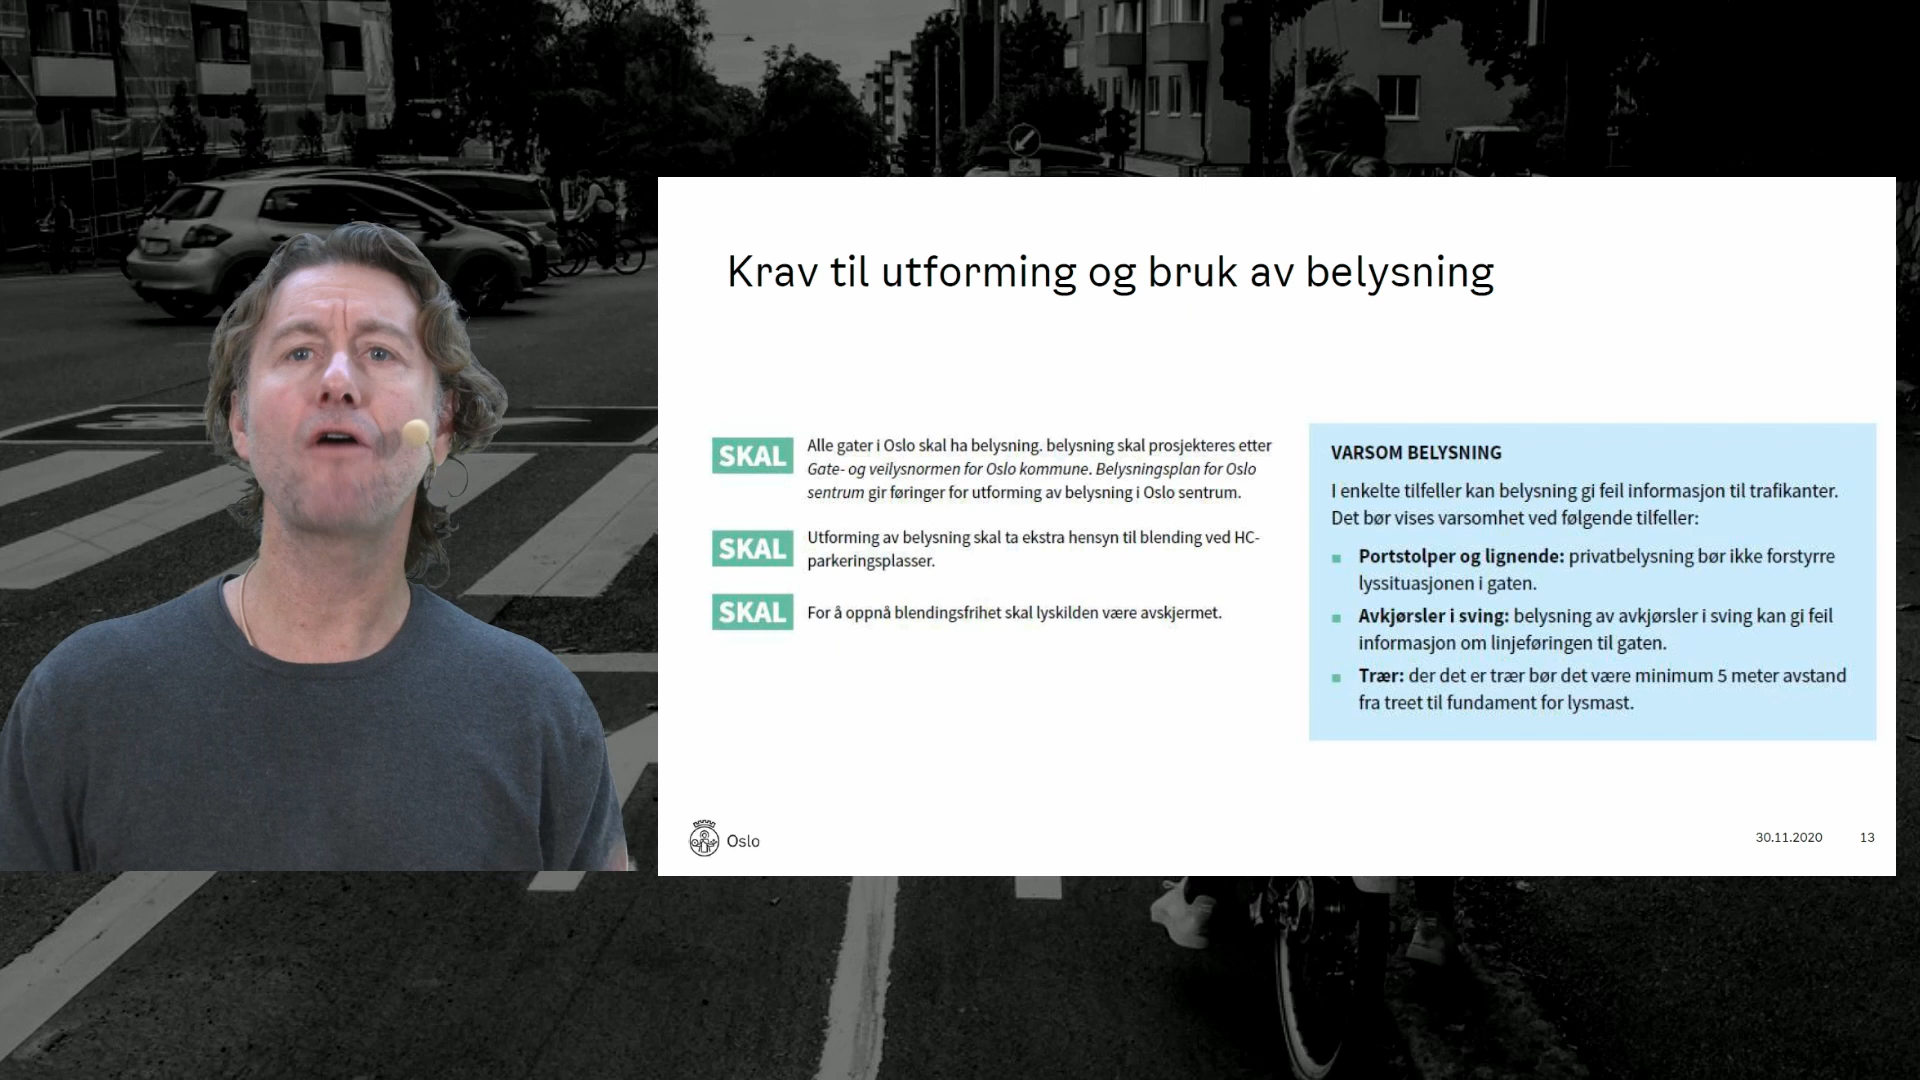 Krav til utforming og bruk av belysning
SKAL
Alle gater i Oslo skal ha belysning. belysning skal prosjekteres etter
Gate- og veilysnormen for Oslo kommune. Belysningsplan for Oslo
sentrum gir føringer for utforming av belysning i Oslo sentrum.
SKAL
Utforming av belysning skal ta ekstra hensyn til blending ved HC-
parkeringsplasser.
SKAL
For å oppnå blendingsfrihet skal lyskilden være avskjermet.
VARSOM BELYSNING
I enkelte tilfeller kan belysning gi feil informasjon til trafikanter.
Det bør vises varsomhet ved følgende tilfeller:
Portstolper og lignende: privatbelysning bør ikke forstyrre
lyssituasjonen i gaten.
Avkjørsler i sving: belysning av avkjørsler i sving kan gi feil
informasjon om linjeføringen til gaten.
Trær: der det er trær bør det være minimum 5 meter avstand
fra treet til fundament for lysmast.
Oslo
30.11.2020
13